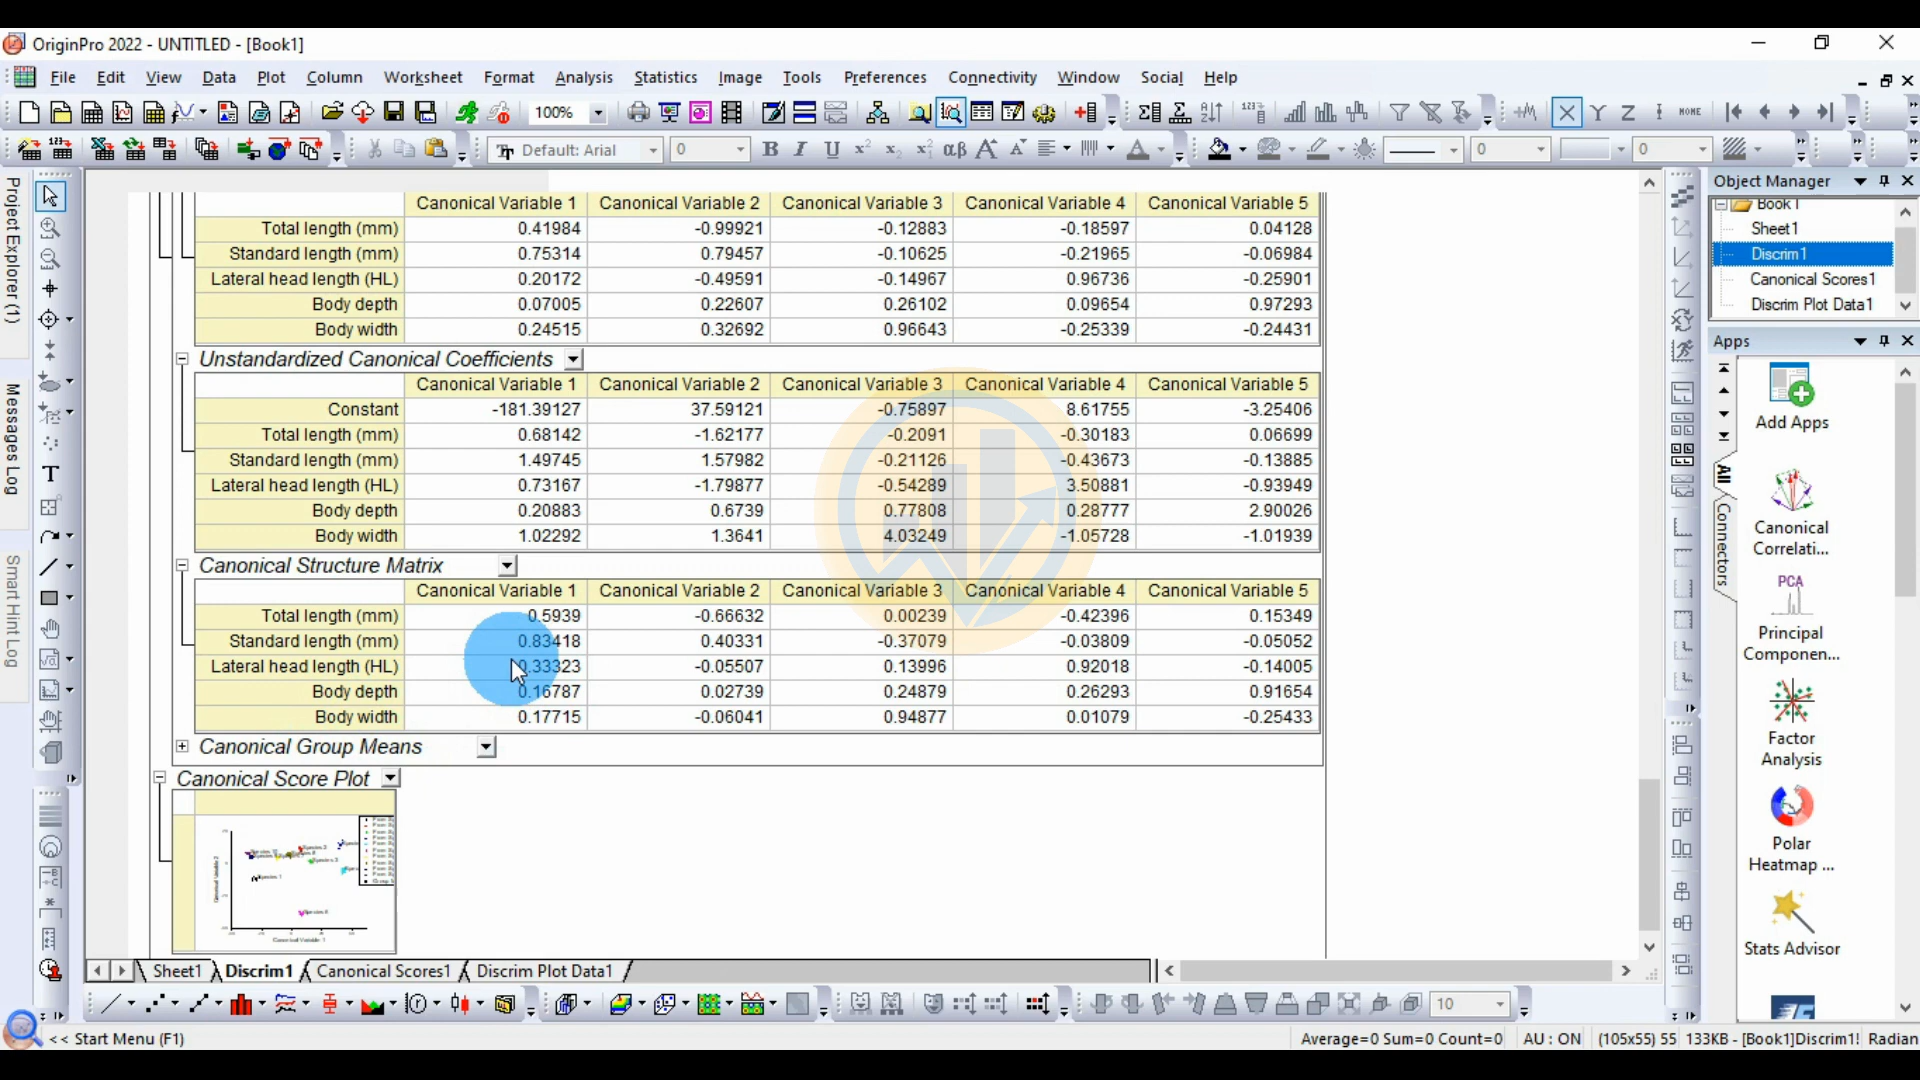 OriginPro 2022 - UNTITLED - [Book1]
File Edit View Data Plot Column Worksheet Format Analysis Statistics Image Tools Preferences Connectivity Window Social Help
100%
HOME
Default: Arial 0 B I U 0 0
Project Explorer (1)
Messages Log
Smart Hint Log
Canonical Variable 1 Canonical Variable 2 Canonical Variable 3 Canonical Variable 4 Canonical Variable 5
Total length (mm) 0.41984 -0.99921 -0.12883 -0.18597 0.04128
Standard length (mm) 0.75314 0.79457 -0.10625 -0.21965 -0.06984
Lateral head length (HL) 0.20172 -0.49591 -0.14967 0.96736 -0.25901
Body depth 0.07005 0.22607 0.26102 0.09654 0.97293
Body width 0.24515 0.32692 0.96643 -0.25339 -0.24431
Unstandardized Canonical Coefficients
Canonical Variable 1 Canonical Variable 2 Canonical Variable 3 Canonical Variable 4 Canonical Variable 5
Constant -181.39127 37.59121 -0.75897 8.61755 -3.25406
Total length (mm) 0.68142 -1.62177 -0.2091 -0.30183 0.06699
Standard length (mm) 1.49745 1.57982 -0.21126 -0.43673 -0.13885
Lateral head length (HL) 0.73167 -1.79877 -0.54289 3.50881 -0.93949
Body depth 0.20883 0.6739 0.77808 0.28777 2.90026
Body width 1.02292 1.3641 4.03249 -1.05728 -1.01939
Canonical Structure Matrix
Canonical Variable 1 Canonical Variable 2 Canonical Variable 3 Canonical Variable 4 Canonical Variable 5
Total length (mm) 0.5939 -0.66632 0.00239 -0.42396 0.15349
Standard length (mm) 0.83418 0.40331 -0.37079 -0.03809 -0.05052
Lateral head length (HL) 0.33323 -0.05507 0.13996 0.92018 -0.14005
Body depth 0.16787 0.02739 0.24879 0.26293 0.91654
Body width 0.17715 -0.06041 0.94877 0.01079 -0.25433
Canonical Group Means
Canonical Score Plot
Canonical Variable 1
Sheet1 Discrim1 Canonical Scores1 Discrim Plot Data1
10
<< Start Menu (F1)
Average=0 Sum=0 Count=0 AU : ON (105x55) 55 133KB - [Book1]Discrim1! Radian
Object Manager
Book1
Sheet1
Discrim1
Canonical Scores1
Discrim Plot Data1
Apps
All
Connectors
Add Apps
Canonical
Correlati...
PCA
Principal
Componen...
Factor
Analysis
Polar
Heatmap ...
Stats Advisor